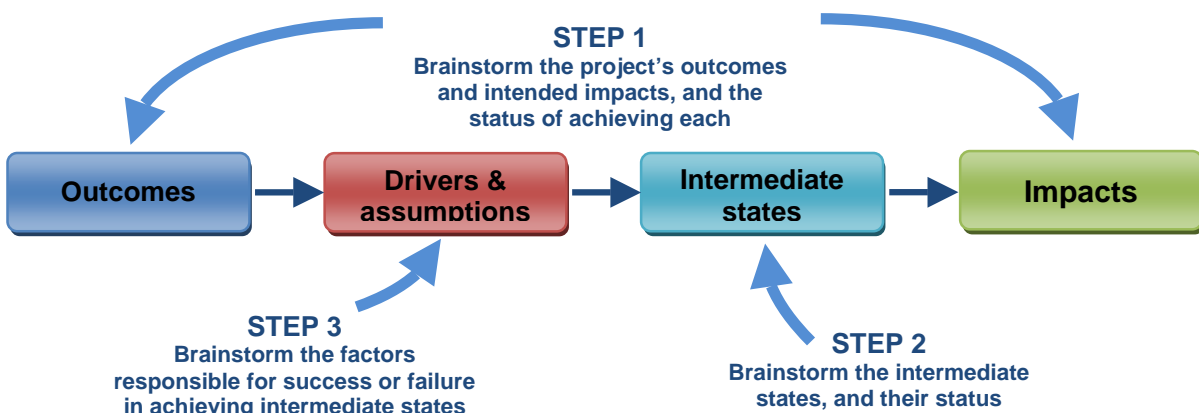 STEP 1
Brainstorm the project’s outcomes
and intended impacts, and the
status of achieving each
Outcomes
Drivers &
assumptions
Intermediate
states
Impacts
STEP 3
Brainstorm the factors
responsible for success or failure
in achieving intermediate states
STEP 2
Brainstorm the intermediate
states, and their status